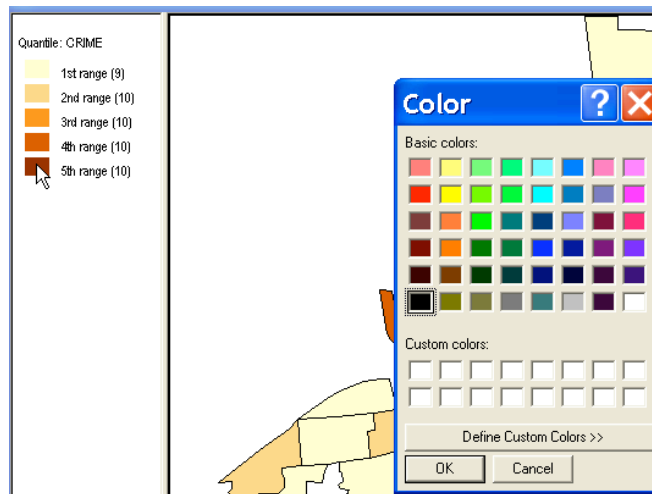 Quantile: CRIME
1st range (9)
2nd range (10)
3rd range (10)
4th range (10)
5th range (10)
Color
?
Basic colors:
Custom colors:
Define Custom Colors >>
OK Cancel